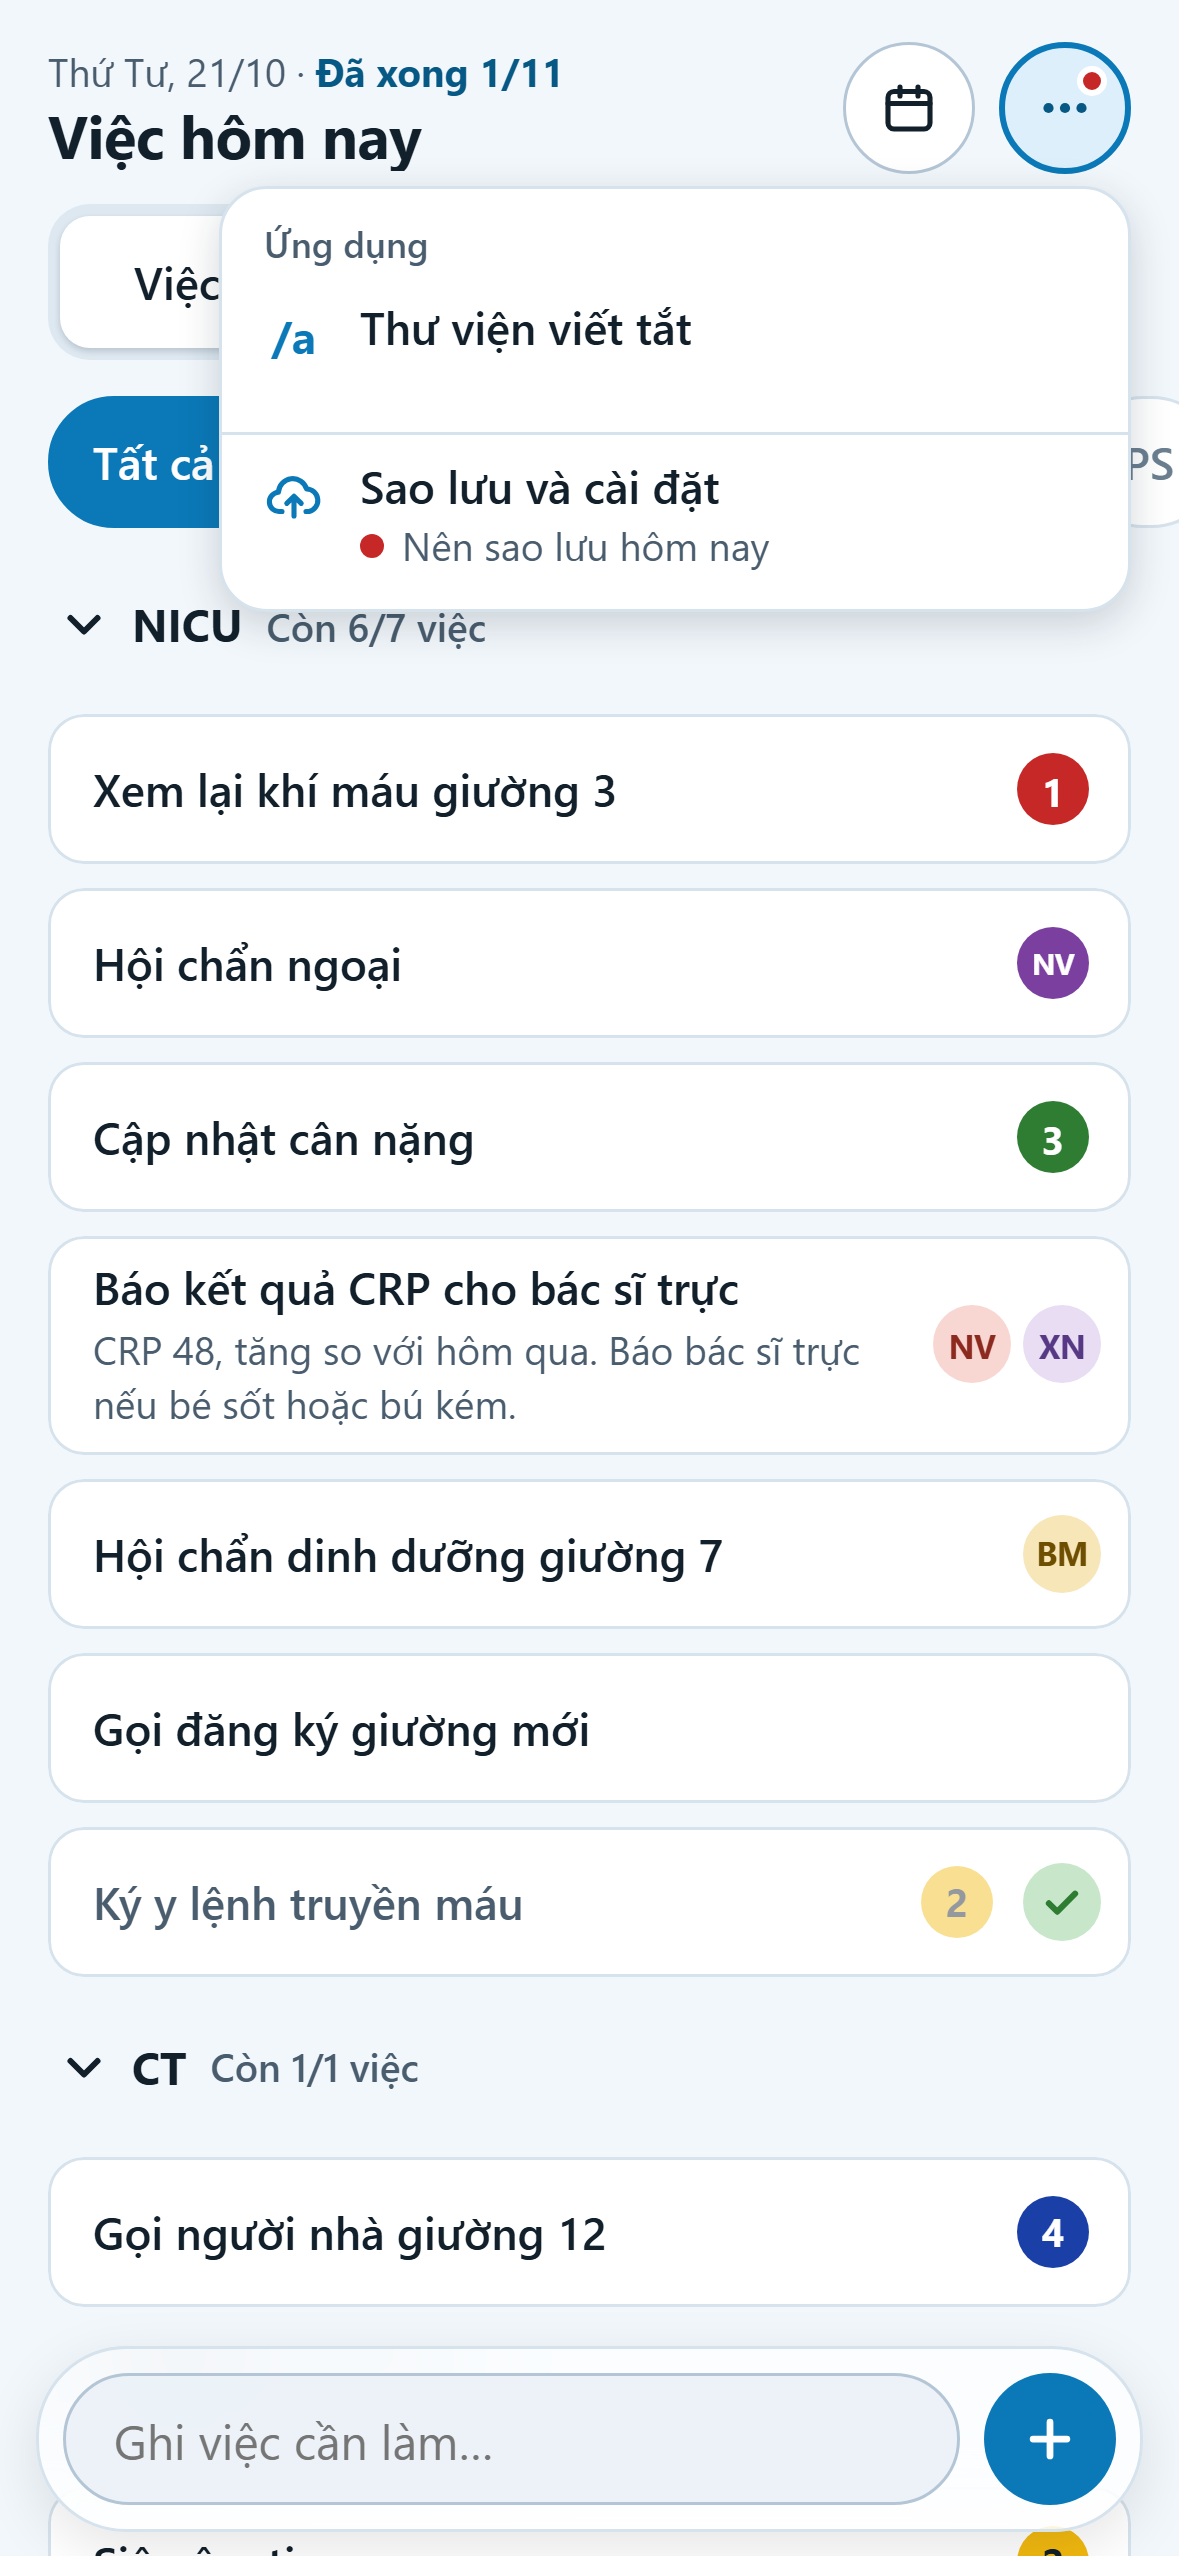 Thứ Tư, 21/10 · Đã xong 1/11
Việc hôm nay
Việc
Ứng dụng
/a Thư viện viết tắt
Tất cả
PS
Sao lưu và cài đặt
Nên sao lưu hôm nay
NICU Còn 6/7 việc
Xem lại khí máu giường 3 1
Hội chẩn ngoại NV
Cập nhật cân nặng 3
Báo kết quả CRP cho bác sĩ trực
CRP 48, tăng so với hôm qua. Báo bác sĩ trực
nếu bé sốt hoặc bú kém.
NV XN
Hội chẩn dinh dưỡng giường 7 BM
Gọi đăng ký giường mới
Ký y lệnh truyền máu 2
CT Còn 1/1 việc
Gọi người nhà giường 12 4
Ghi việc cần làm...